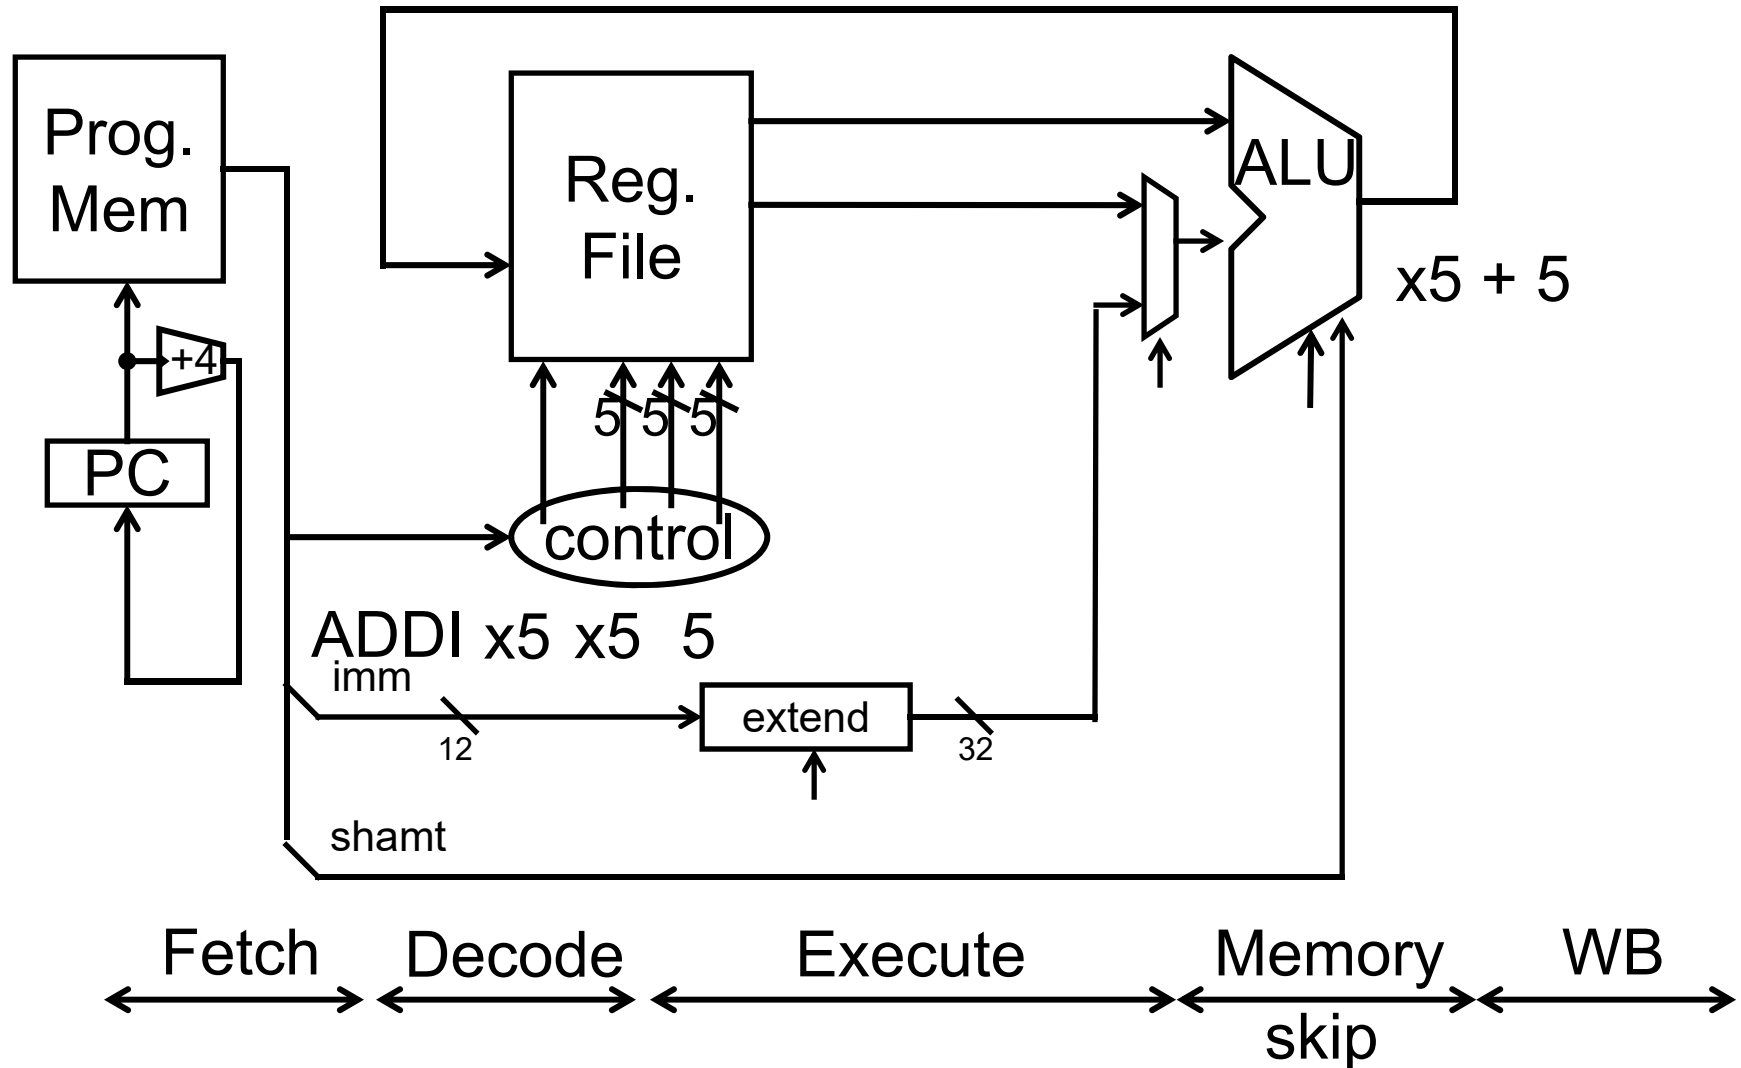 Prog.
Mem
Reg.
File
ALU
x5 + 5
+4
5 5 5
PC
control
ADDI x5 x5 5
imm
12
extend
32
shamt
Fetch
Decode
Execute
Memory
WB
skip